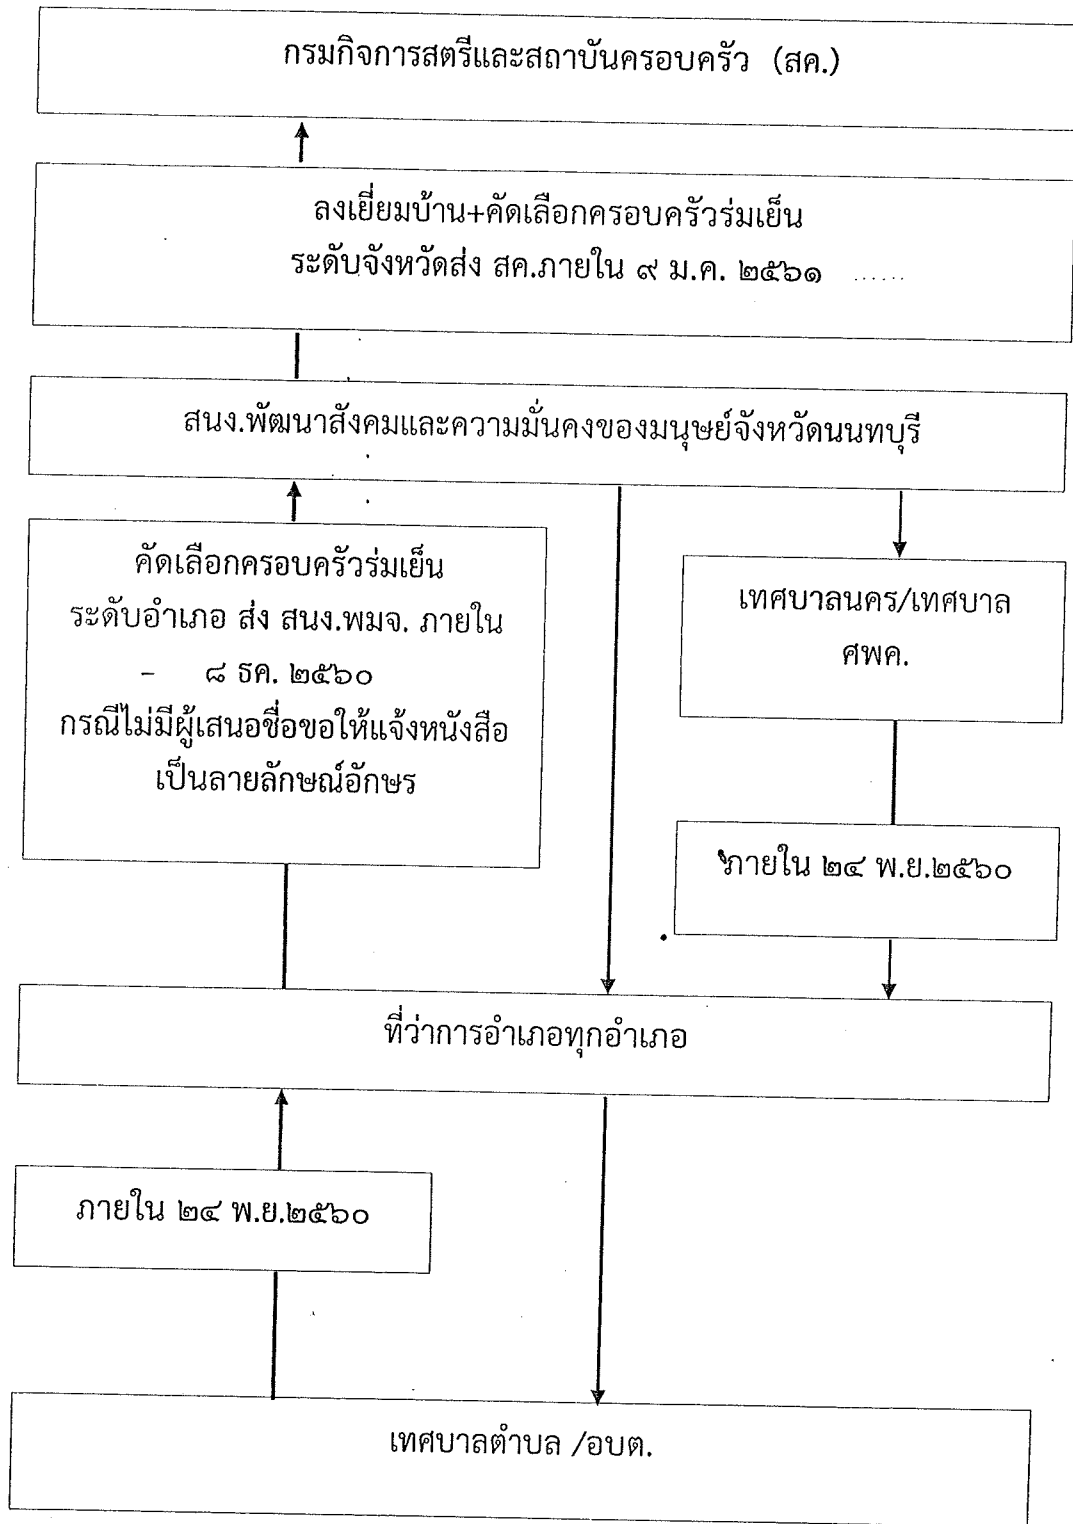 กรมกิจการสตรีและสถาบันครอบครัว (สค.)
ลงเยี่ยมบ้าน+คัดเลือกครอบครัวร่มเย็น
ระดับจังหวัดส่ง สค.ภายใน ๙ ม.ค. ๒๕๖๑ ......
สนง.พัฒนาสังคมและความมั่นคงของมนุษย์จังหวัดนนทบุรี
คัดเลือกครอบครัวร่มเย็น
ระดับอำเภอ ส่ง สนง.พมจ. ภายใน
- ๘ ธค. ๒๕๖๐
กรณีไม่มีผู้เสนอชื่อขอให้แจ้งหนังสือ
เป็นลายลักษณ์อักษร
เทศบาลนคร/เทศบาล
ศพค.
ภายใน ๒๔ พ.ย.๒๕๖๐
ที่ว่าการอำเภอทุกอำเภอ
ภายใน ๒๔ พ.ย.๒๕๖๐
เทศบาลตำบล /อบต.